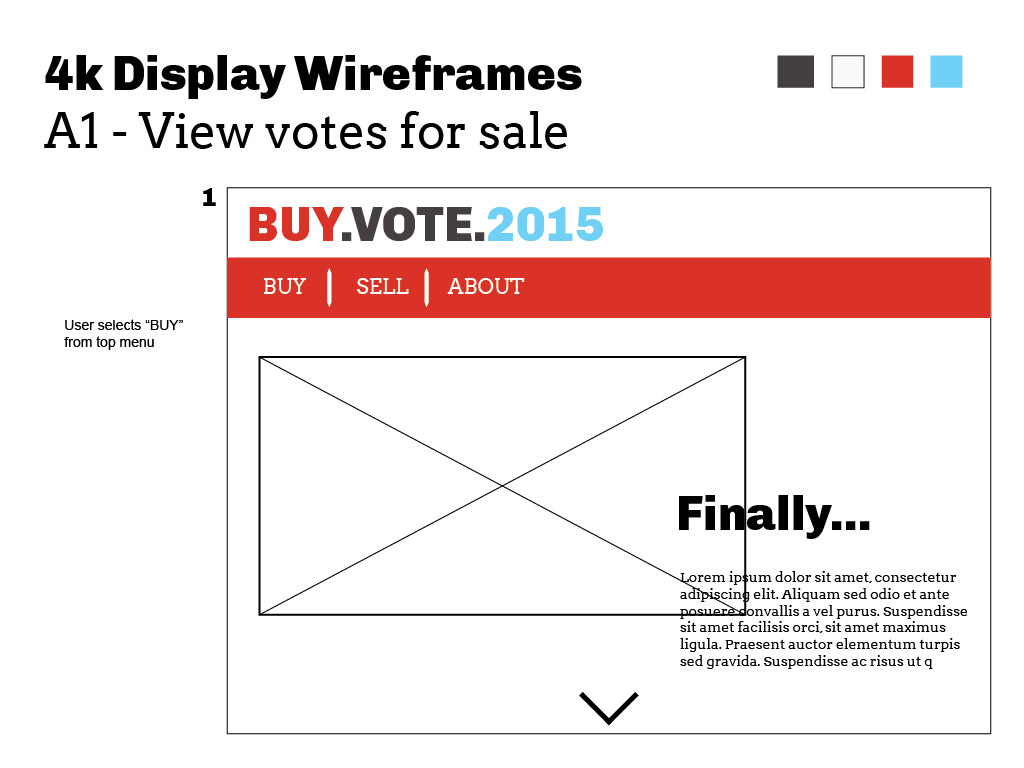 4k Display Wireframes
A1 - View votes for sale
1
BUY.VOTE.2015
BUY
SELL
ABOUT
User selects “BUY”
from top menu
Finally...
Lorem ipsum dolor sit amet, consectetur
adipiscing elit. Aliquam sed odio et ante
posuere convallis a vel purus. Suspendisse
sit amet facilisis orci, sit amet maximus
ligula. Praesent auctor elementum turpis
sed gravida. Suspendisse ac risus ut q